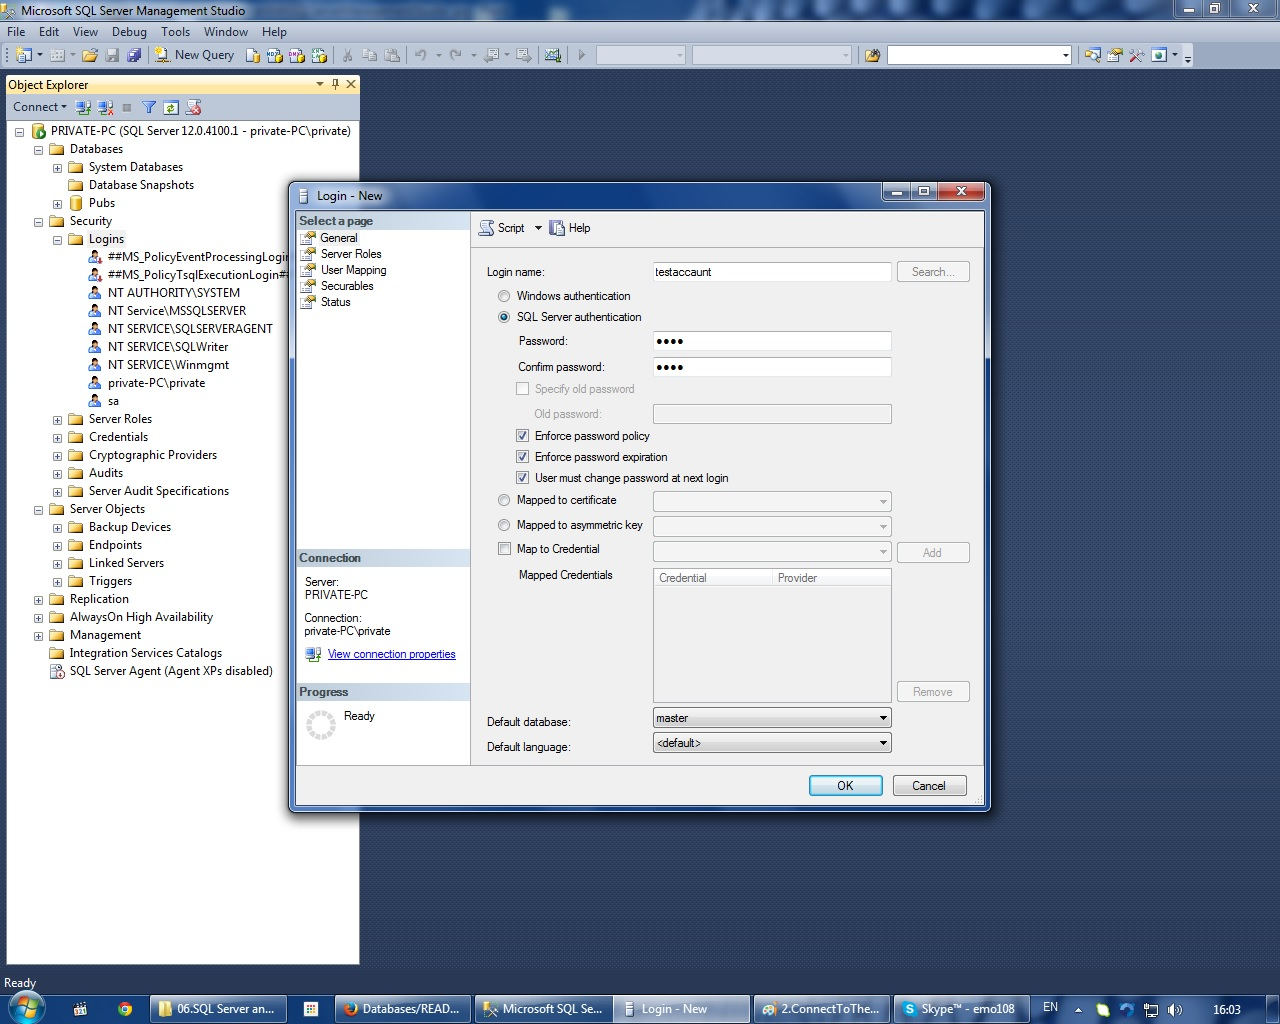 Microsoft SQL Server Management Studio
File Edit View Debug Tools Window Help
New Query
Object Explorer
Connect
PRIVATE-PC (SQL Server 12.0.4100.1 - private-PC\private)
Databases
System Databases
Database Snapshots
Pubs
Security
Logins
##MS_PolicyEventProcessingLogin
##MS_PolicyTsqlExecutionLogin##
NT AUTHORITY\SYSTEM
NT Service\MSSQLSERVER
NT SERVICE\SQLSERVERAGENT
NT SERVICE\SQLWriter
NT SERVICE\Winmgmt
private-PC\private
sa
Server Roles
Credentials
Cryptographic Providers
Audits
Server Audit Specifications
Server Objects
Backup Devices
Endpoints
Linked Servers
Triggers
Replication
AlwaysOn High Availability
Management
Integration Services Catalogs
SQL Server Agent (Agent XPs disabled)
Login - New
Select a page
General
Server Roles
User Mapping
Securables
Status
Connection
Server:
PRIVATE-PC
Connection:
private-PC\private
View connection properties
Progress
Ready
Script Help
Login name: testaccaunt Search...
Windows authentication
SQL Server authentication
Password: ●●●●
Confirm password: ●●●●
Specify old password
Old password:
Enforce password policy
Enforce password expiration
User must change password at next login
Mapped to certificate
Mapped to asymmetric key
Map to Credential Add
Mapped Credentials Credential Provider
Remove
Default database: master
Default language: <default>
OK Cancel
Ready
06.SQL Server an... Databases/READ... Microsoft SQL Se... Login - New 2.ConnectToThe... Skype™ - emo108 EN 16:03